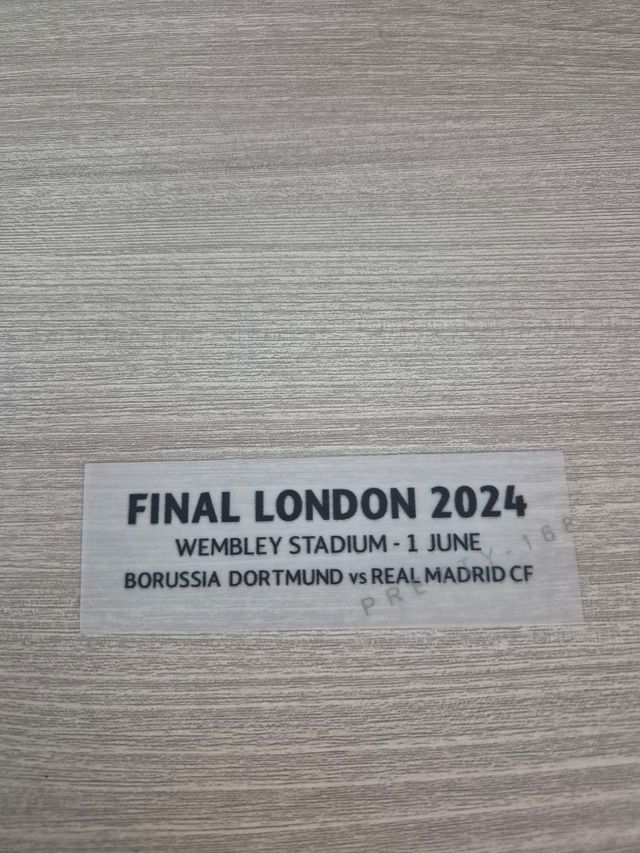 FINAL LONDON 2024
WEMBLEY STADIUM - 1 JUNE
BORUSSIA DORTMUND vs REAL MADRID CF